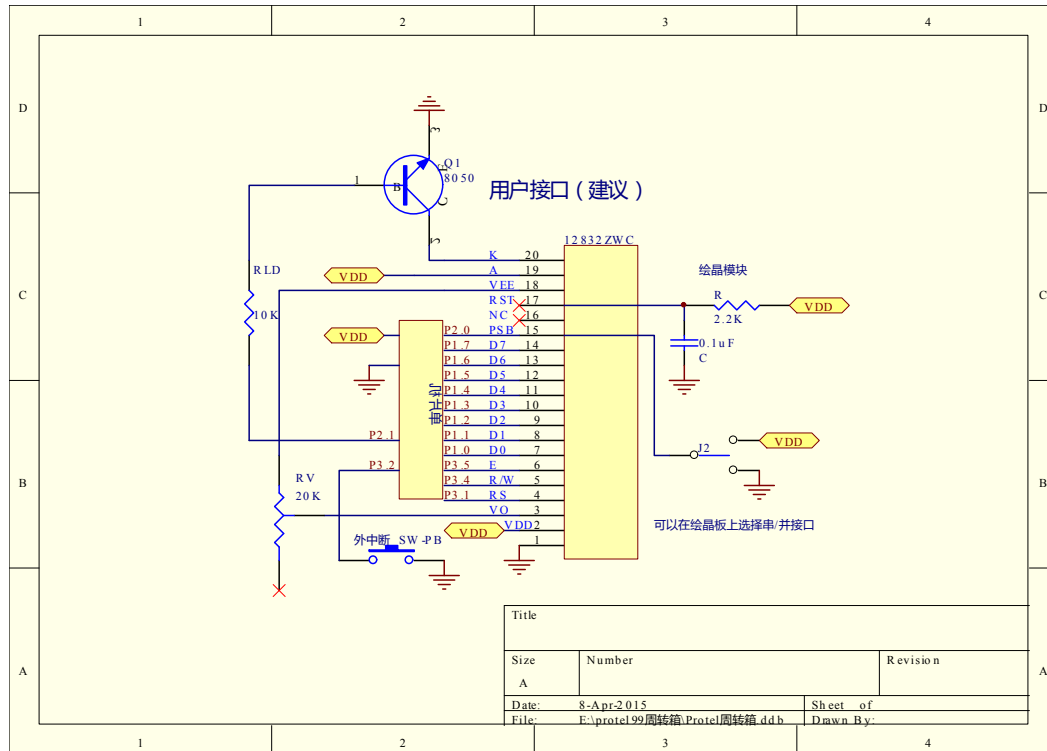 1 2 3 4
D D
C C
B B
A A
1 2 3 4
3
E
Q1
8050
1
B
C
2
用户接口（建议）
12832ZWC
K 20
VDD A 19
VEE 18
RST 17
NC 16
P2.0 PSB 15
P1.7 D7 14
P1.6 D6 13
P1.5 D5 12
P1.4 D4 11
P1.3 D3 10
P1.2 D2 9
P1.1 D1 8
P1.0 D0 7
P3.5 E 6
P3.4 R/W 5
P3.1 RS 4
VO 3
VDD VDD 2
1
RLD
10K
VDD
单片机
P2.1
P3.2
RV
20K
外中断 SW-PB
绘晶模块
R
2.2K
VDD
0.1uF
C
J2
VDD
可以在绘晶板上选择串/并接口
Title
Size Number Revision
A
Date: 8-Apr-2015 Sheet of
File: E:\protel99周转箱\Protel周转箱.ddb Drawn By: